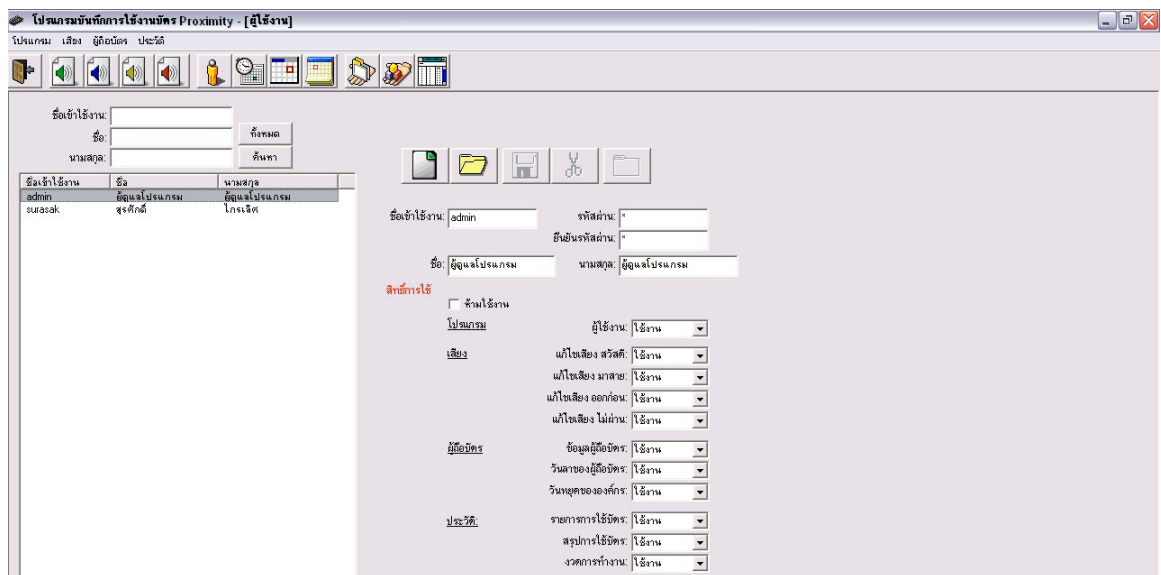 โปรแกรมบันทึกการใช้งานบัตร Proximity - [ผู้ใช้งาน]
โปรแกรม เสียง ผู้ถือบัตร ประวัติ
ชื่อเข้าใช้งาน:
ชื่อ: ทั้งหมด
นามสกุล: ค้นหา
ชื่อเข้าใช้งาน ชื่อ นามสกุล
admin ผู้ดูแลโปรแกรม ผู้ดูแลโปรแกรม
surasak สุรศักดิ์ ไกรเลิศ
ชื่อเข้าใช้งาน: admin รหัสผ่าน: *
ยืนยันรหัสผ่าน: *
ชื่อ: ผู้ดูแลโปรแกรม นามสกุล: ผู้ดูแลโปรแกรม
สิทธิ์การใช้
ห้ามใช้งาน
โปรแกรม ผู้ใช้งาน: ใช้งาน
เสียง แก้ไขเสียง สวัสดี: ใช้งาน
แก้ไขเสียง มาสาย: ใช้งาน
แก้ไขเสียง ออกก่อน: ใช้งาน
แก้ไขเสียง ไม่ผ่าน: ใช้งาน
ผู้ถือบัตร ข้อมูลผู้ถือบัตร: ใช้งาน
วันลาของผู้ถือบัตร: ใช้งาน
วันหยุดขององค์กร: ใช้งาน
ประวัติ: รายการการใช้บัตร: ใช้งาน
สรุปการใช้บัตร: ใช้งาน
งวดการทำงาน: ใช้งาน